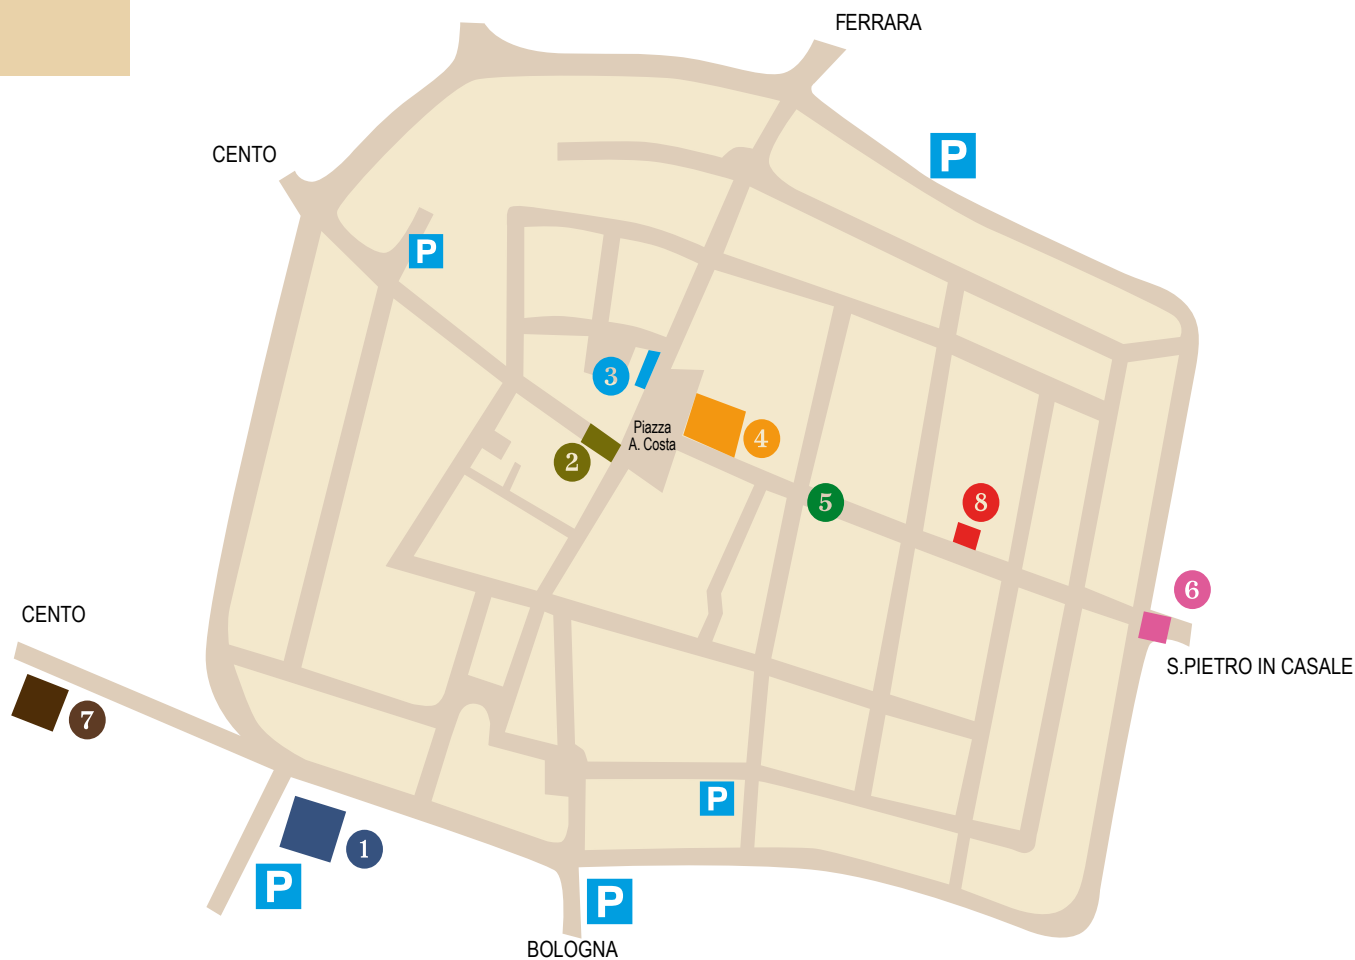 FERRARA
P
CENTO
P
3
Piazza
A. Costa
4
2
5
8
6
CENTO
S.PIETRO IN CASALE
7
P
1
P
P
BOLOGNA